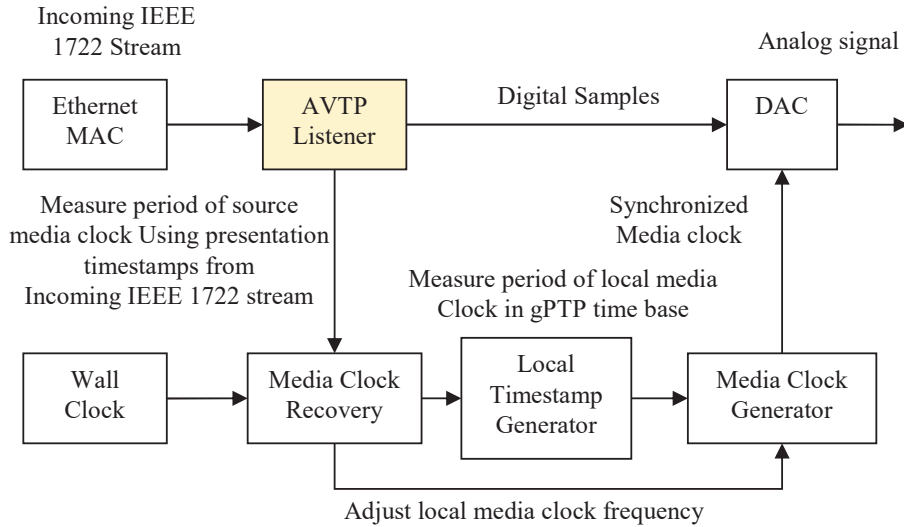 Incoming IEEE
1722 Stream
Analog signal
Ethernet
MAC
AVTP
Listener
Digital Samples
DAC
Measure period of source
media clock Using presentation
timestamps from
Incoming IEEE 1722 stream
Synchronized
Media clock
Measure period of local media
Clock in gPTP time base
Wall
Clock
Media Clock
Recovery
Local
Timestamp
Generator
Media Clock
Generator
Adjust local media clock frequency